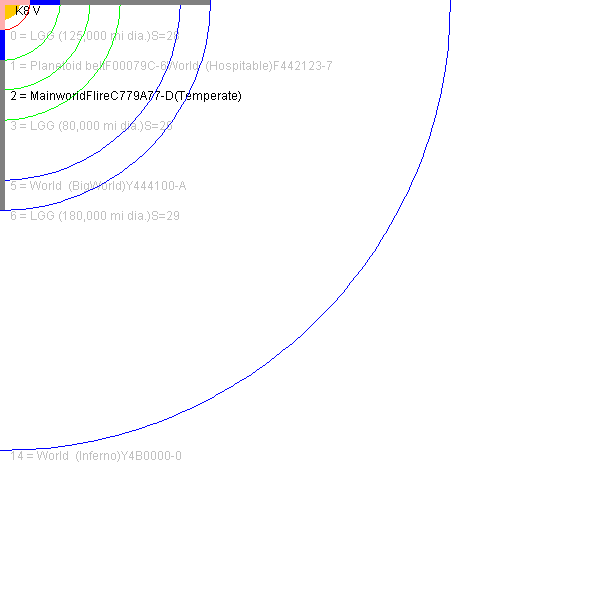 K8 V
0 = LGG (125,000 mi dia.)S=26
1 = Planetoid beltF00079C-6World  (Hospitable)F442123-7
2 = MainworldFlireC779A77-D(Temperate)
3 = LGG (80,000 mi dia.)S=26
5 = World  (BigWorld)Y444100-A
6 = LGG (180,000 mi dia.)S=29
14 = World  (Inferno)Y4B0000-0